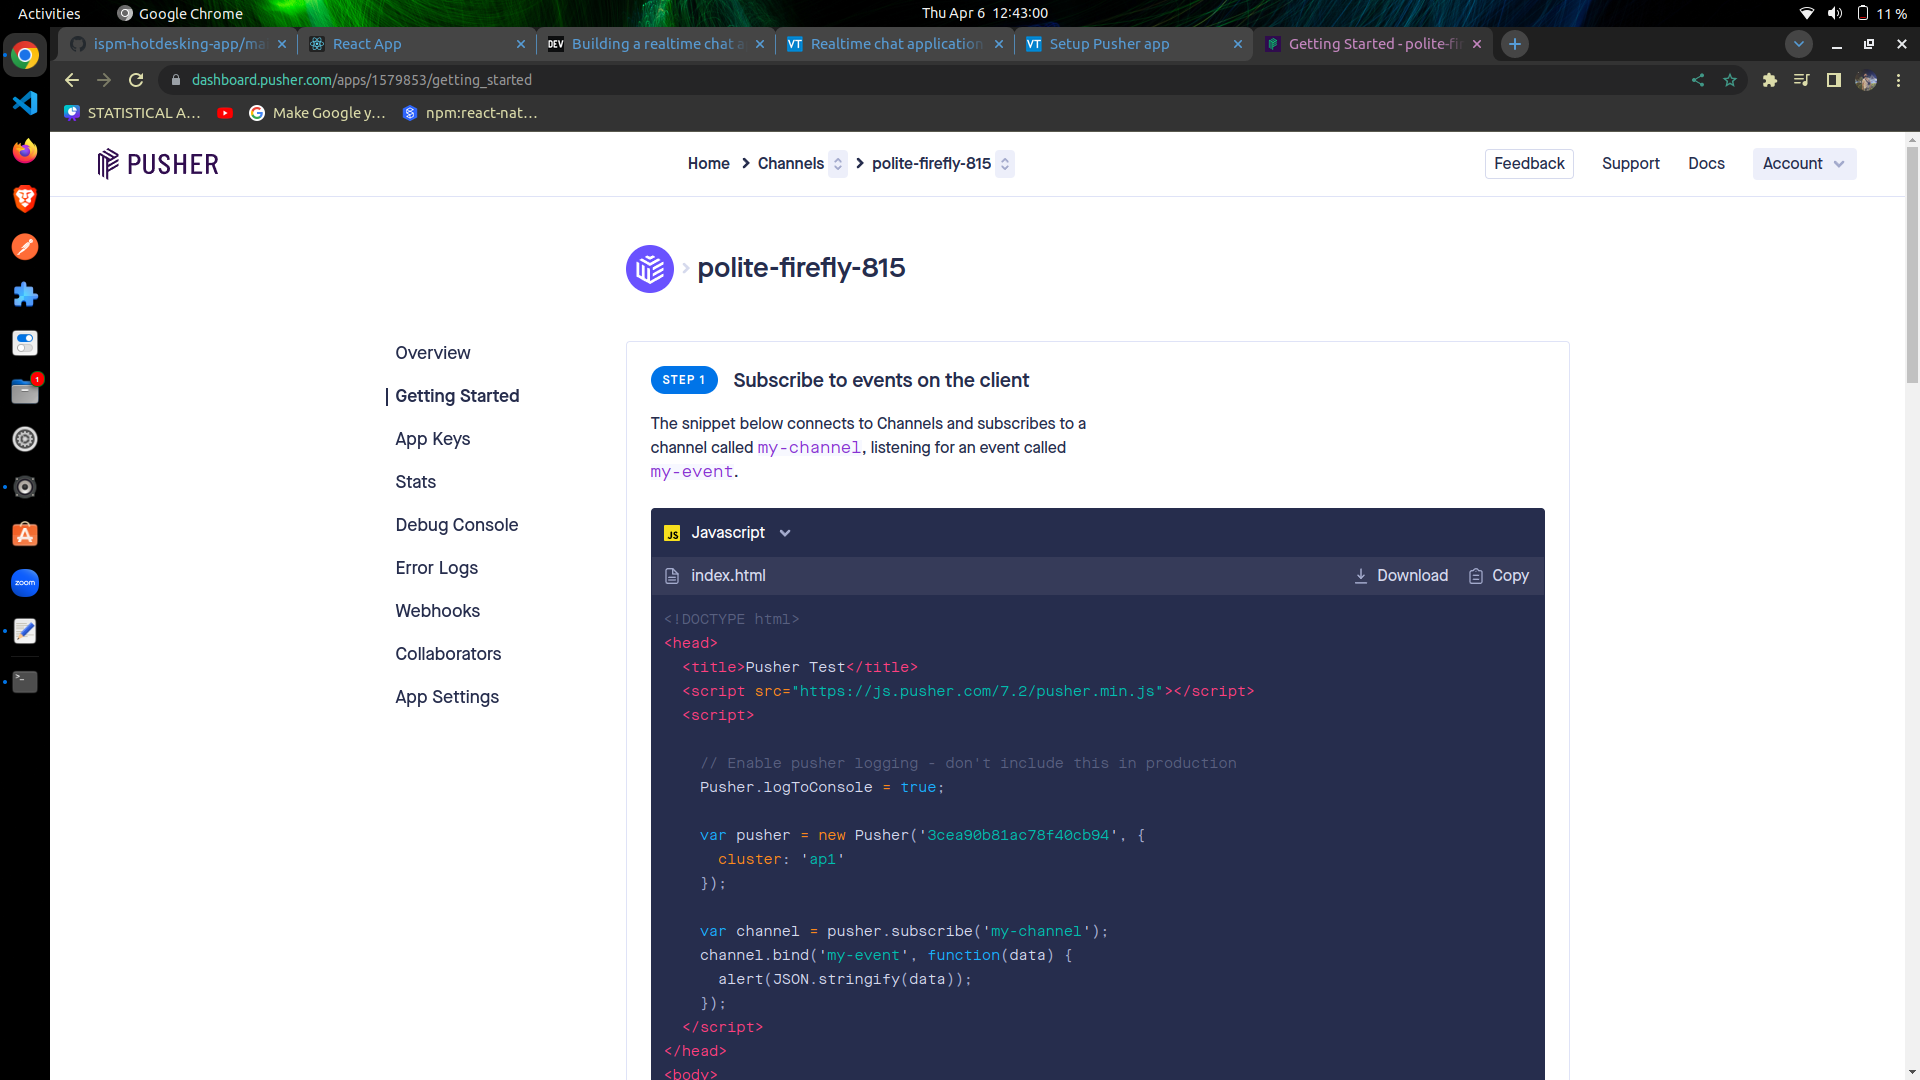 Activities
Google Chrome
Thu Apr 6 12:43:00
11 %
ispm-hotdesking-app/ma
React App
DEV
Building a realtime chat a
VT
Realtime chat application
VT
Setup Pusher app
Getting Started - polite-fi
dashboard.pusher.com/apps/1579853/getting_started
STATISTICAL A...
Make Google y...
npm:react-nat...
PUSHER
Home
Channels
polite-firefly-815
Feedback
Support
Docs
Account
polite-firefly-815
Overview
Getting Started
App Keys
Stats
Debug Console
Error Logs
Webhooks
Collaborators
App Settings
1
zoom
STEP 1
Subscribe to events on the client
The snippet below connects to Channels and subscribes to a
channel called my-channel, listening for an event called
my-event.
JS
Javascript
index.html
Download
Copy
<!DOCTYPE html>
<head>
<title>Pusher Test</title>
<script src="https://js.pusher.com/7.2/pusher.min.js"></script>
<script>
// Enable pusher logging - don't include this in production
Pusher.logToConsole = true;
var pusher = new Pusher('3cea90b81ac78f40cb94', {
cluster: 'ap1'
});
var channel = pusher.subscribe('my-channel');
channel.bind('my-event', function(data) {
alert(JSON.stringify(data));
});
</script>
</head>
<body>